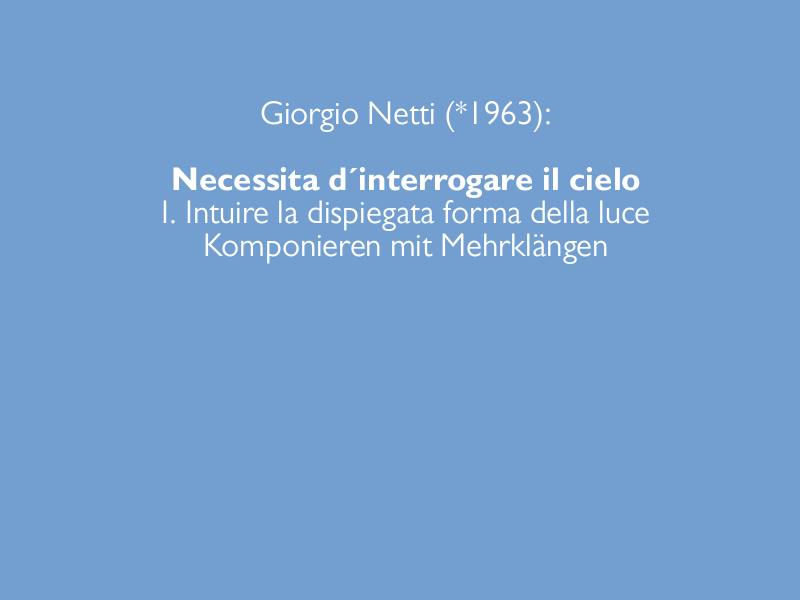 Giorgio Netti (*1963):
Necessita d´interrogare il cielo
I. Intuire la dispiegata forma della luce
Komponieren mit Mehrklängen